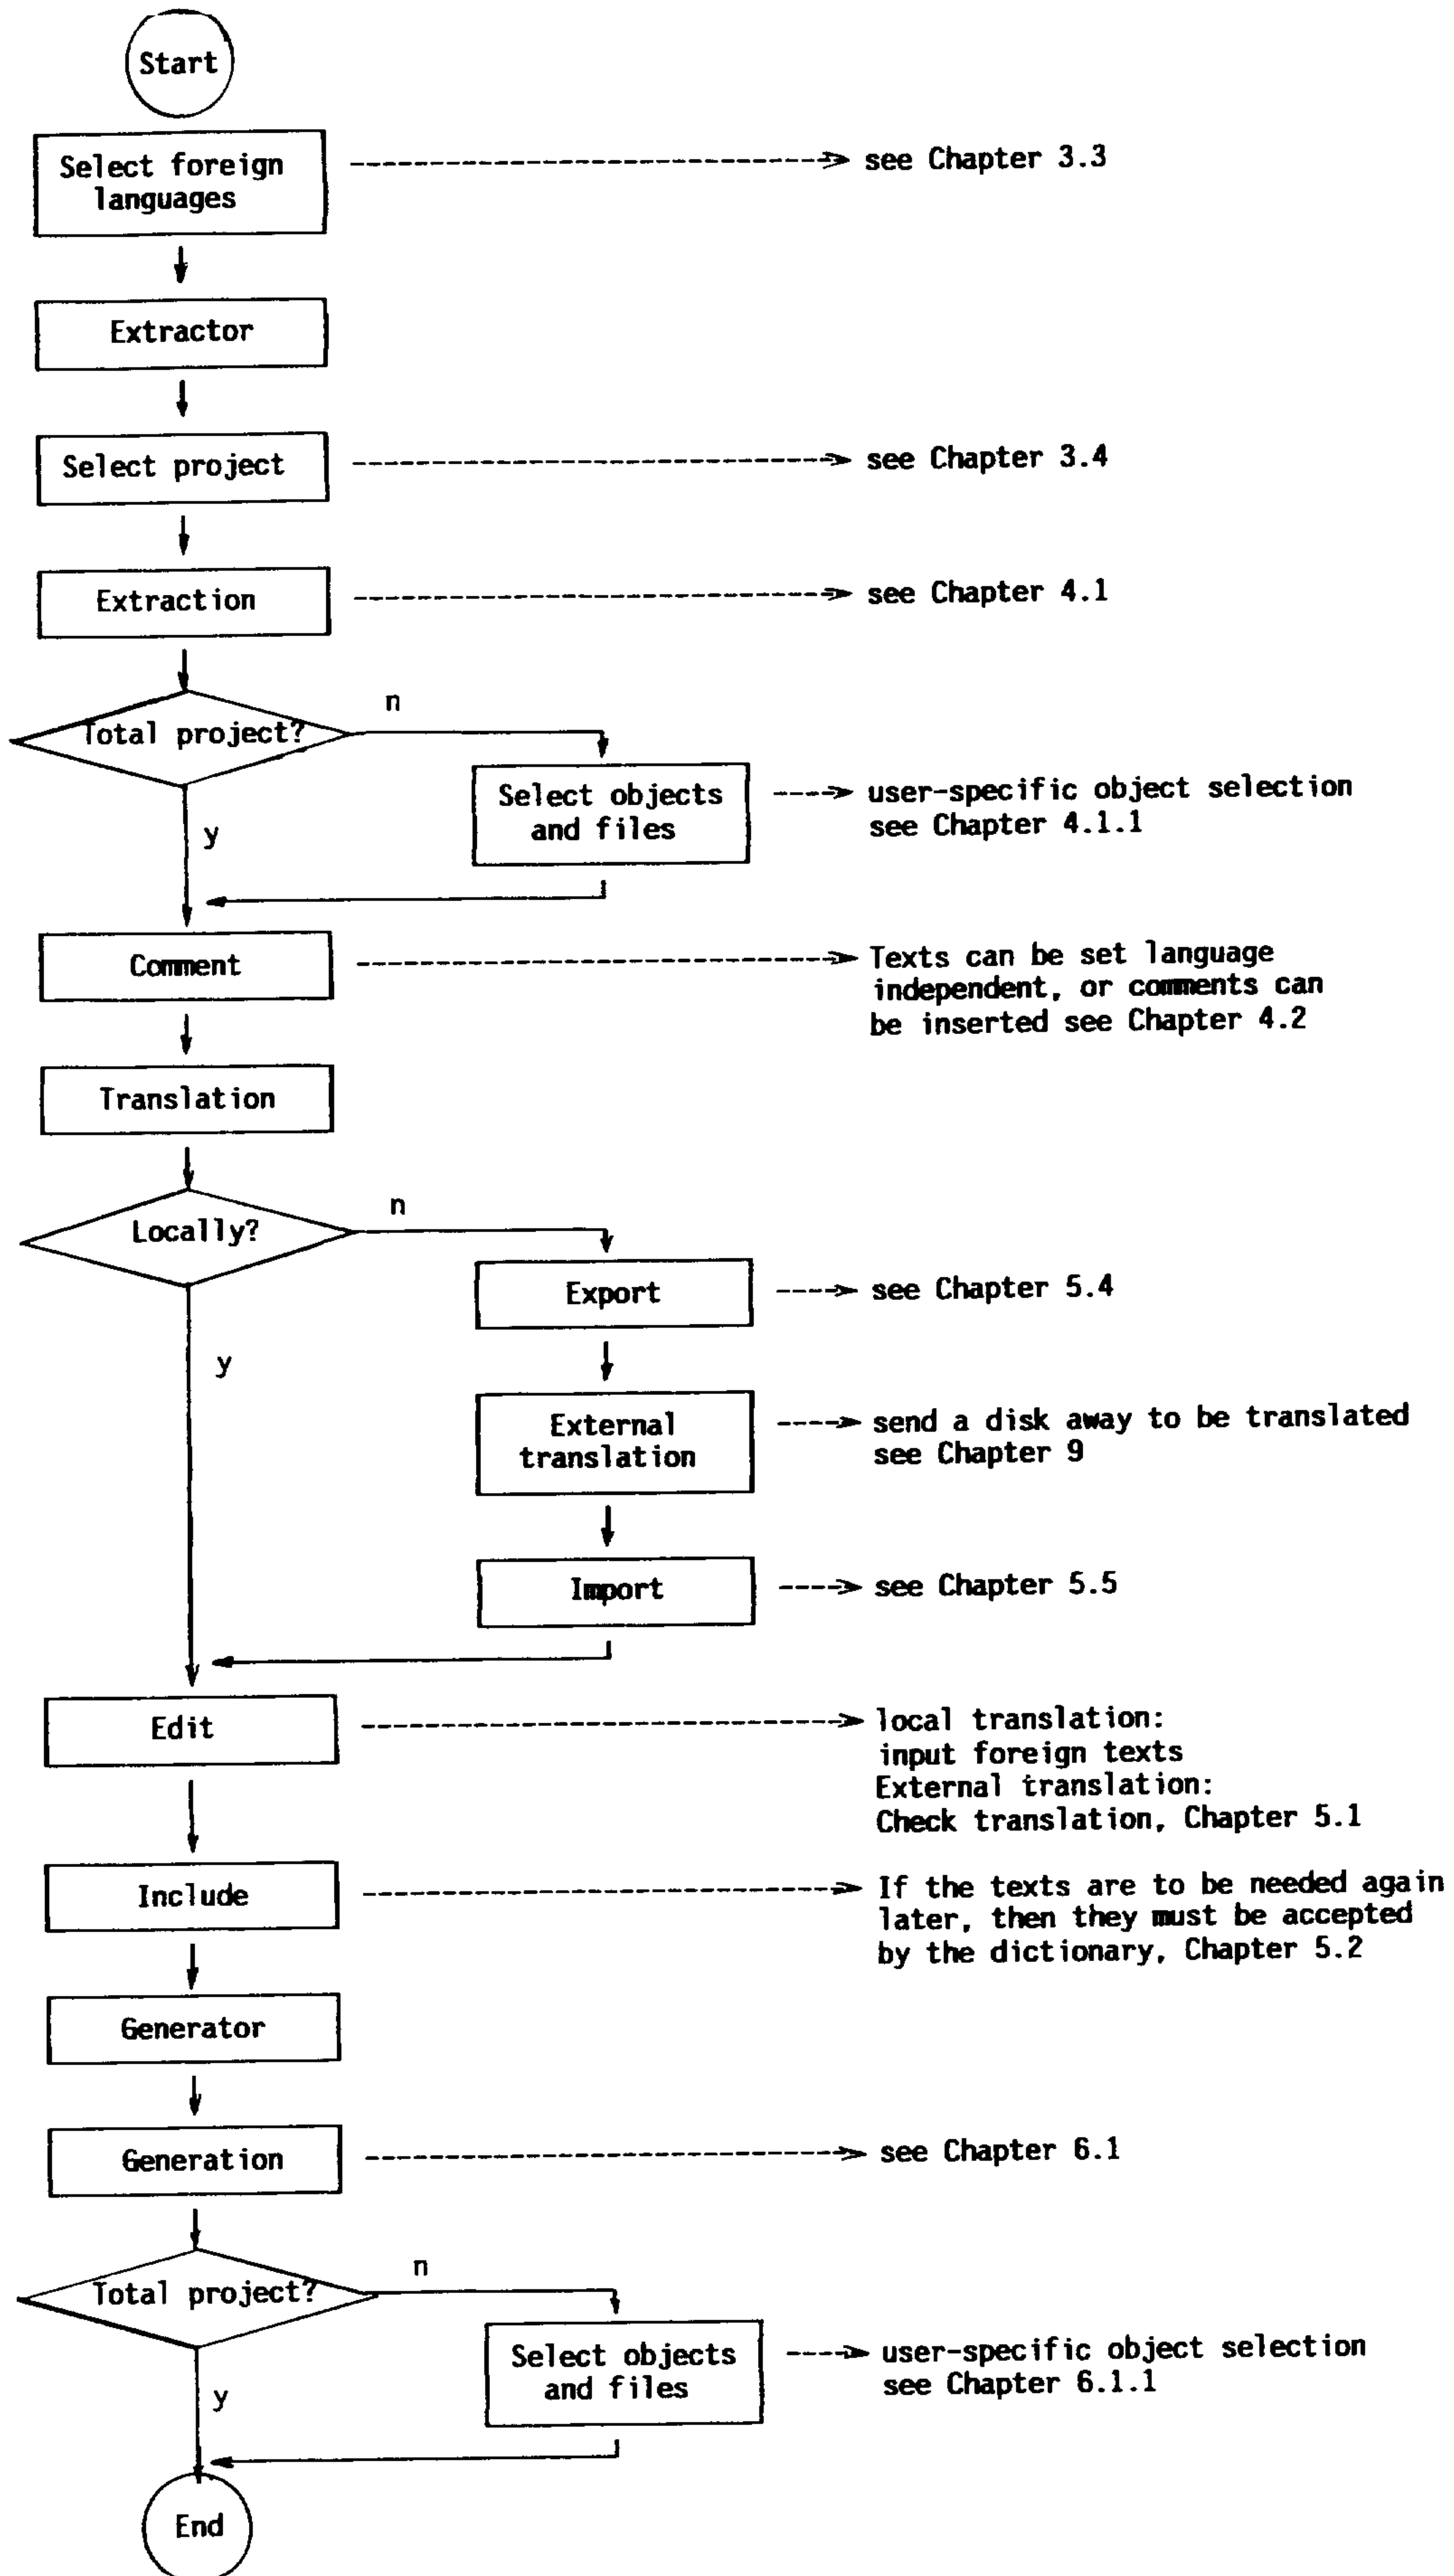 Start
Select foreign
languages
see Chapter 3.3
Extractor
Select project
see Chapter 3.4
Extraction
see Chapter 4.1
Total project?
n
y
Select objects
and files
user-specific object selection
see Chapter 4.1.1
Comment
Texts can be set language
independent, or comments can
be inserted see Chapter 4.2
Translation
Locally?
n
y
Export
see Chapter 5.4
External
translation
send a disk away to be translated
see Chapter 9
Import
see Chapter 5.5
Edit
local translation:
input foreign texts
External translation:
Check translation, Chapter 5.1
Include
If the texts are to be needed again
later, then they must be accepted
by the dictionary, Chapter 5.2
Generator
Generation
see Chapter 6.1
Total project?
n
y
Select objects
and files
user-specific object selection
see Chapter 6.1.1
End